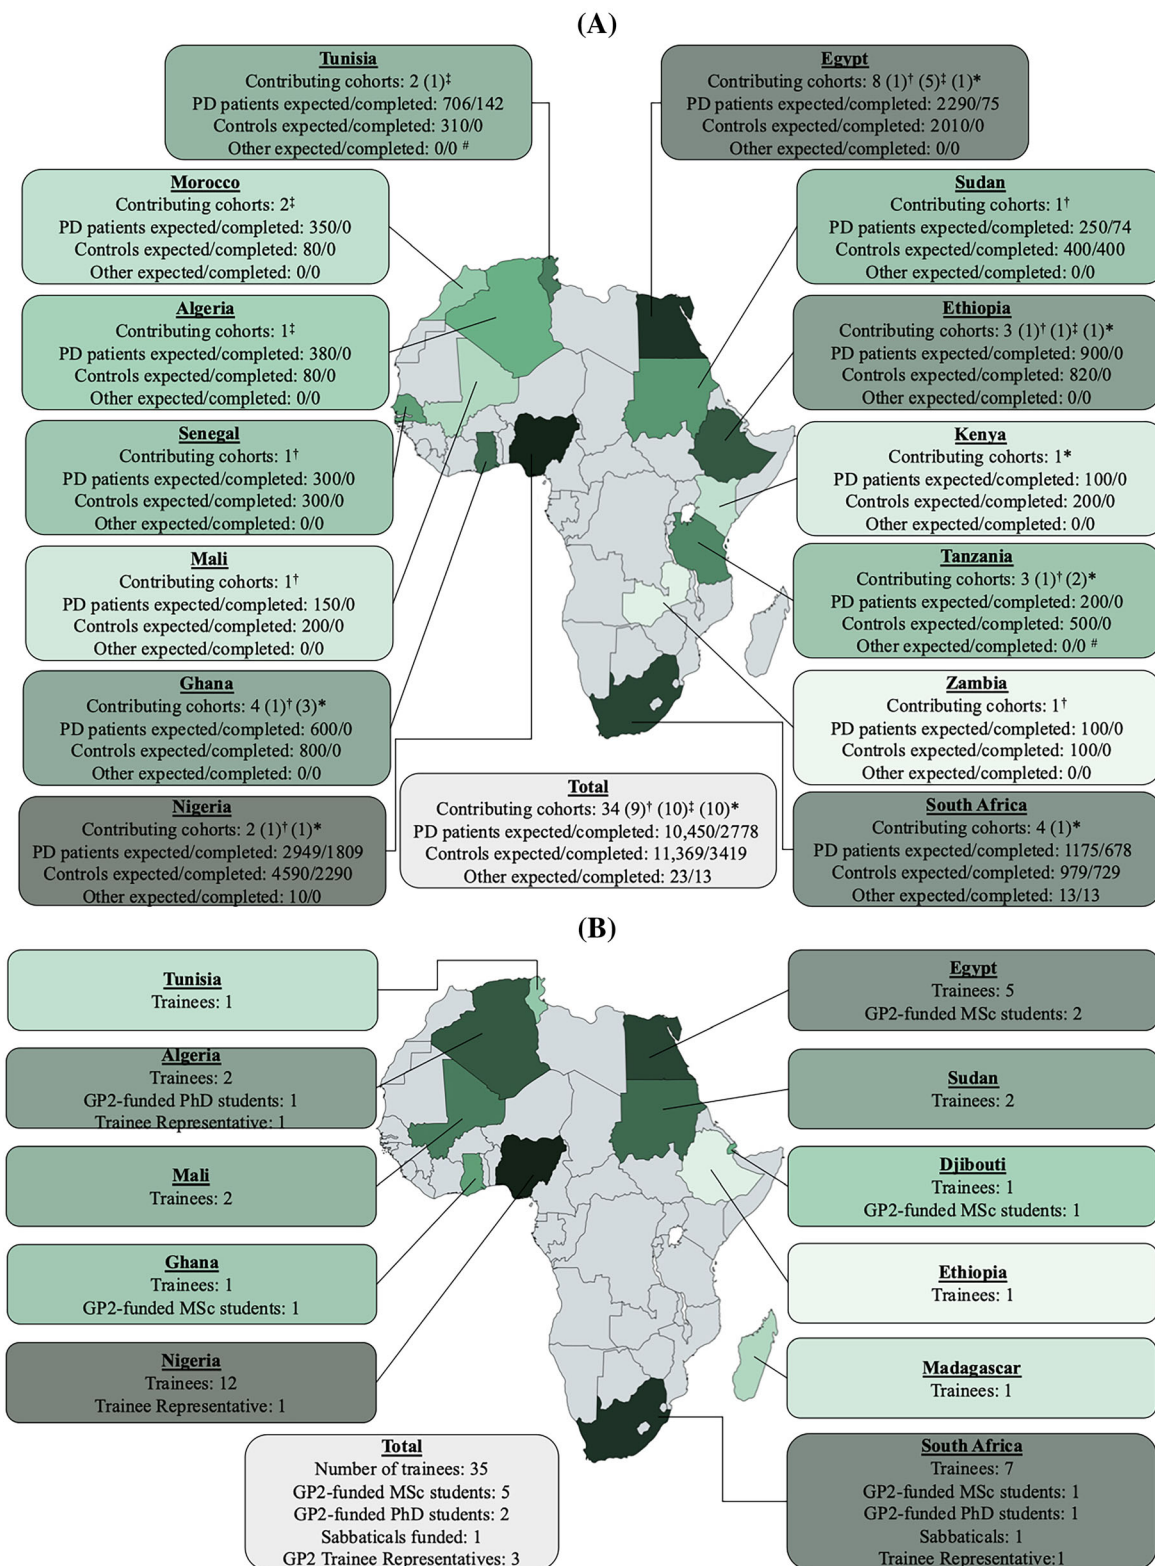 (A)
Tunisia
Contributing cohorts: 2 (1)‡
PD patients expected/completed: 706/142
Controls expected/completed: 310/0
Other expected/completed: 0/0 #
Egypt
Contributing cohorts: 8 (1)† (5)‡ (1)*
PD patients expected/completed: 2290/75
Controls expected/completed: 2010/0
Other expected/completed: 0/0
Morocco
Contributing cohorts: 2‡
PD patients expected/completed: 350/0
Controls expected/completed: 80/0
Other expected/completed: 0/0
Sudan
Contributing cohorts: 1†
PD patients expected/completed: 250/74
Controls expected/completed: 400/400
Other expected/completed: 0/0
Algeria
Contributing cohorts: 1‡
PD patients expected/completed: 380/0
Controls expected/completed: 80/0
Other expected/completed: 0/0
Ethiopia
Contributing cohorts: 3 (1)† (1)‡ (1)*
PD patients expected/completed: 900/0
Controls expected/completed: 820/0
Other expected/completed: 0/0
Senegal
Contributing cohorts: 1†
PD patients expected/completed: 300/0
Controls expected/completed: 300/0
Other expected/completed: 0/0
Kenya
Contributing cohorts: 1*
PD patients expected/completed: 100/0
Controls expected/completed: 200/0
Other expected/completed: 0/0
Mali
Contributing cohorts: 1†
PD patients expected/completed: 150/0
Controls expected/completed: 200/0
Other expected/completed: 0/0
Tanzania
Contributing cohorts: 3 (1)† (2)*
PD patients expected/completed: 200/0
Controls expected/completed: 500/0
Other expected/completed: 0/0 #
Ghana
Contributing cohorts: 4 (1)† (3)*
PD patients expected/completed: 600/0
Controls expected/completed: 800/0
Other expected/completed: 0/0
Zambia
Contributing cohorts: 1†
PD patients expected/completed: 100/0
Controls expected/completed: 100/0
Other expected/completed: 0/0
Nigeria
Contributing cohorts: 2 (1)† (1)*
PD patients expected/completed: 2949/1809
Controls expected/completed: 4590/2290
Other expected/completed: 10/0
Total
Contributing cohorts: 34 (9)† (10)‡ (10)*
PD patients expected/completed: 10,450/2778
Controls expected/completed: 11,369/3419
Other expected/completed: 23/13
South Africa
Contributing cohorts: 4 (1)*
PD patients expected/completed: 1175/678
Controls expected/completed: 979/729
Other expected/completed: 13/13
(B)
Tunisia
Trainees: 1
Egypt
Trainees: 5
GP2-funded MSc students: 2
Algeria
Trainees: 2
GP2-funded PhD students: 1
Trainee Representative: 1
Sudan
Trainees: 2
Mali
Trainees: 2
Djibouti
Trainees: 1
GP2-funded MSc students: 1
Ghana
Trainees: 1
GP2-funded MSc students: 1
Ethiopia
Trainees: 1
Nigeria
Trainees: 12
Trainee Representative: 1
Madagascar
Trainees: 1
Total
Number of trainees: 35
GP2-funded MSc students: 5
GP2-funded PhD students: 2
Sabbaticals funded: 1
GP2 Trainee Representatives: 3
South Africa
Trainees: 7
GP2-funded MSc students: 1
GP2-funded PhD students: 1
Sabbaticals: 1
Trainee Representative:1